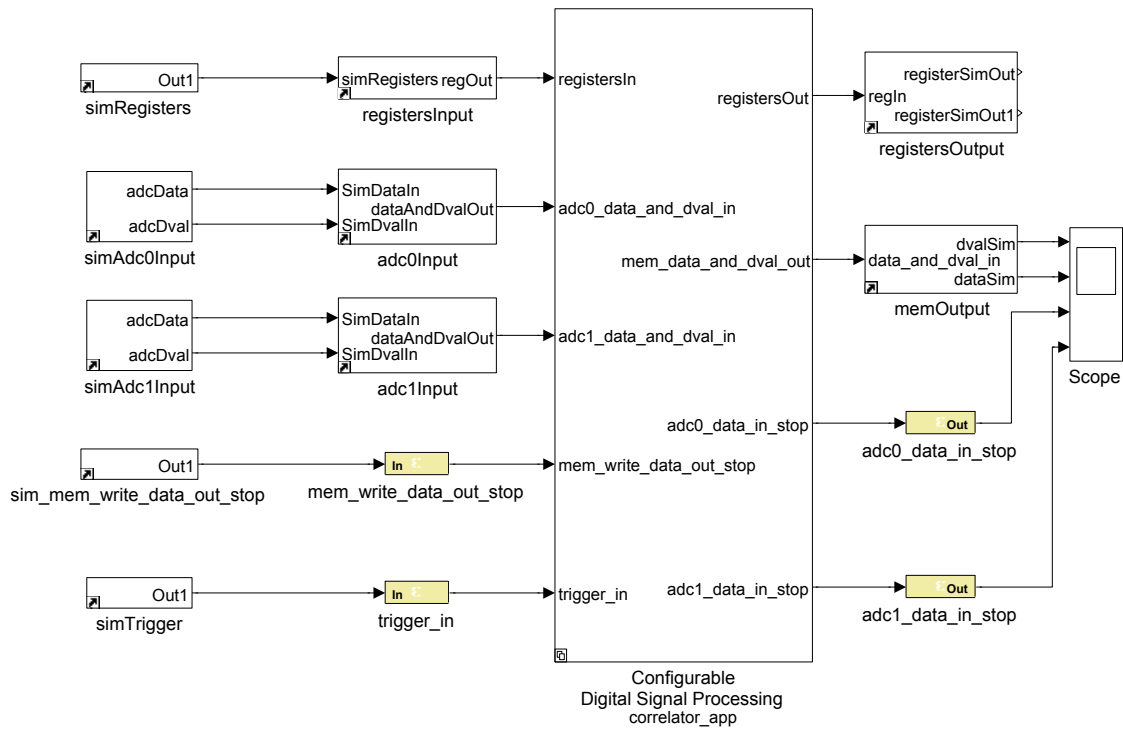 Out1
simRegisters
simRegisters regOut
registersInput
registersIn
registersOut
registerSimOut
regIn
registerSimOut1
registersOutput
adcData
adcDval
simAdc0Input
SimDataIn
dataAndDvalOut
SimDvalIn
adc0Input
adc0_data_and_dval_in
mem_data_and_dval_out
dvalSim
data_and_dval_in
dataSim
memOutput
Scope
adcData
adcDval
simAdc1Input
SimDataIn
dataAndDvalOut
SimDvalIn
adc1Input
adc1_data_and_dval_in
adc0_data_in_stop
Out
adc0_data_in_stop
Out1
sim_mem_write_data_out_stop
In
mem_write_data_out_stop
mem_write_data_out_stop
Out1
simTrigger
In
trigger_in
trigger_in
adc1_data_in_stop
Out
adc1_data_in_stop
Configurable
Digital Signal Processing
correlator_app